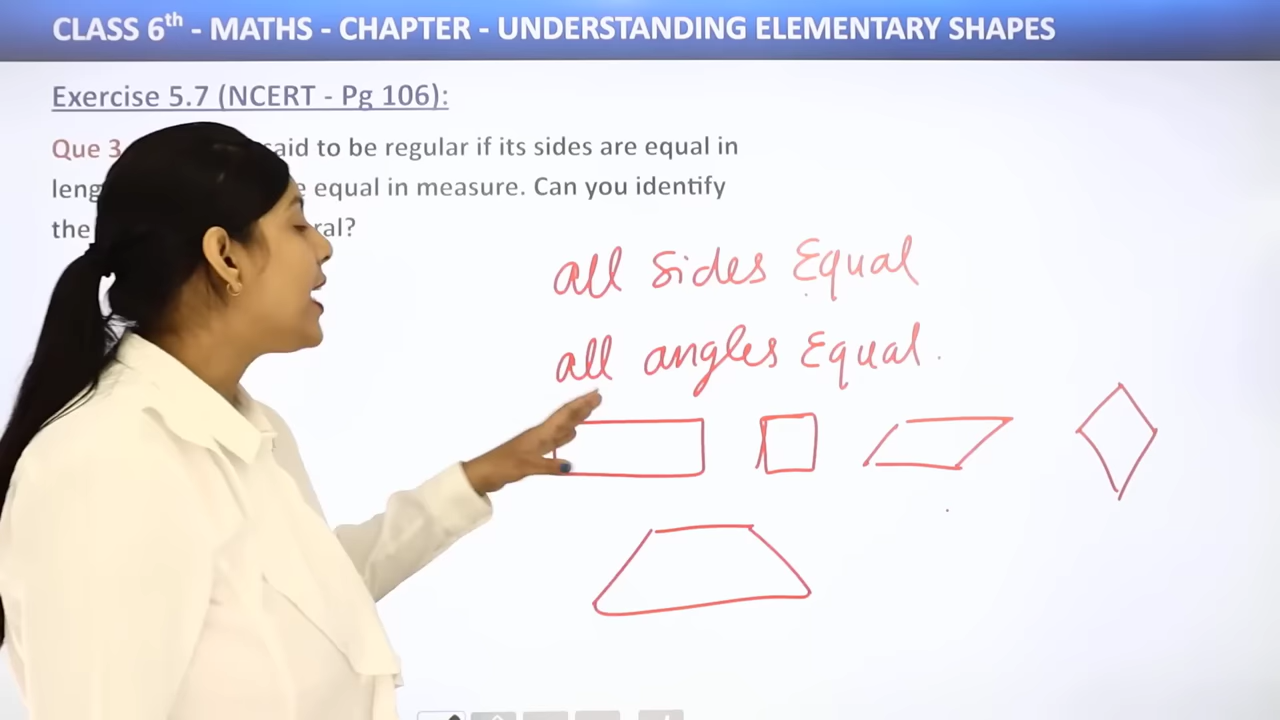 CLASS 6th - MATHS - CHAPTER - UNDERSTANDING ELEMENTARY SHAPES
Exercise 5.7 (NCERT - Pg 106):
Que 3 said to be regular if its sides are equal in
equal in measure. Can you identify
the
all Sides Equal
all angles Equal.